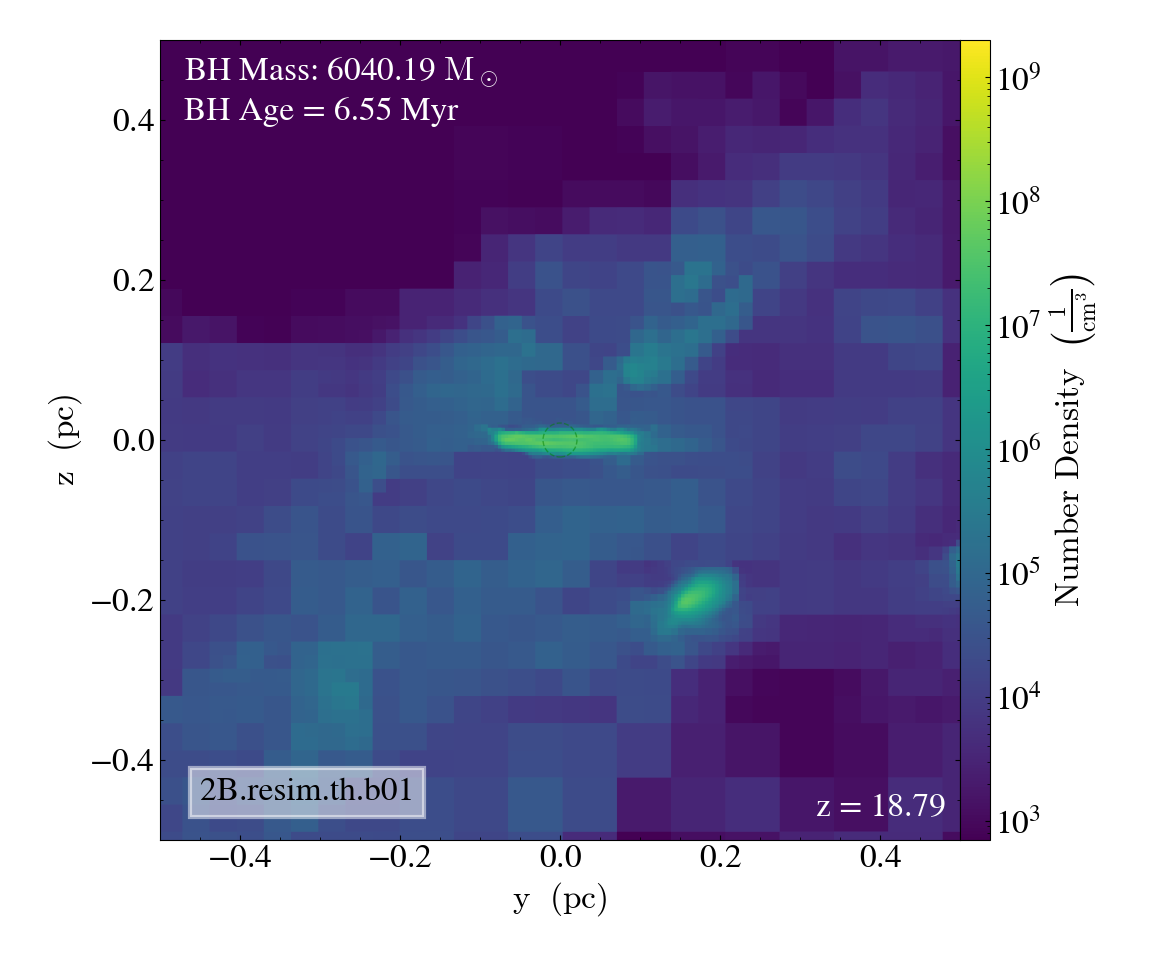 BH Mass: 6040.19 M⊙
BH Age = 6.55 Myr
0.4
0.2
0.0
−0.2
−0.4
z (pc)
2B.resim.th.b01
z = 18.79
−0.4
−0.2
0.0
0.2
0.4
y (pc)
10⁹
10⁸
10⁷
10⁶
10⁵
10⁴
10³
Number Density (1/cm³)